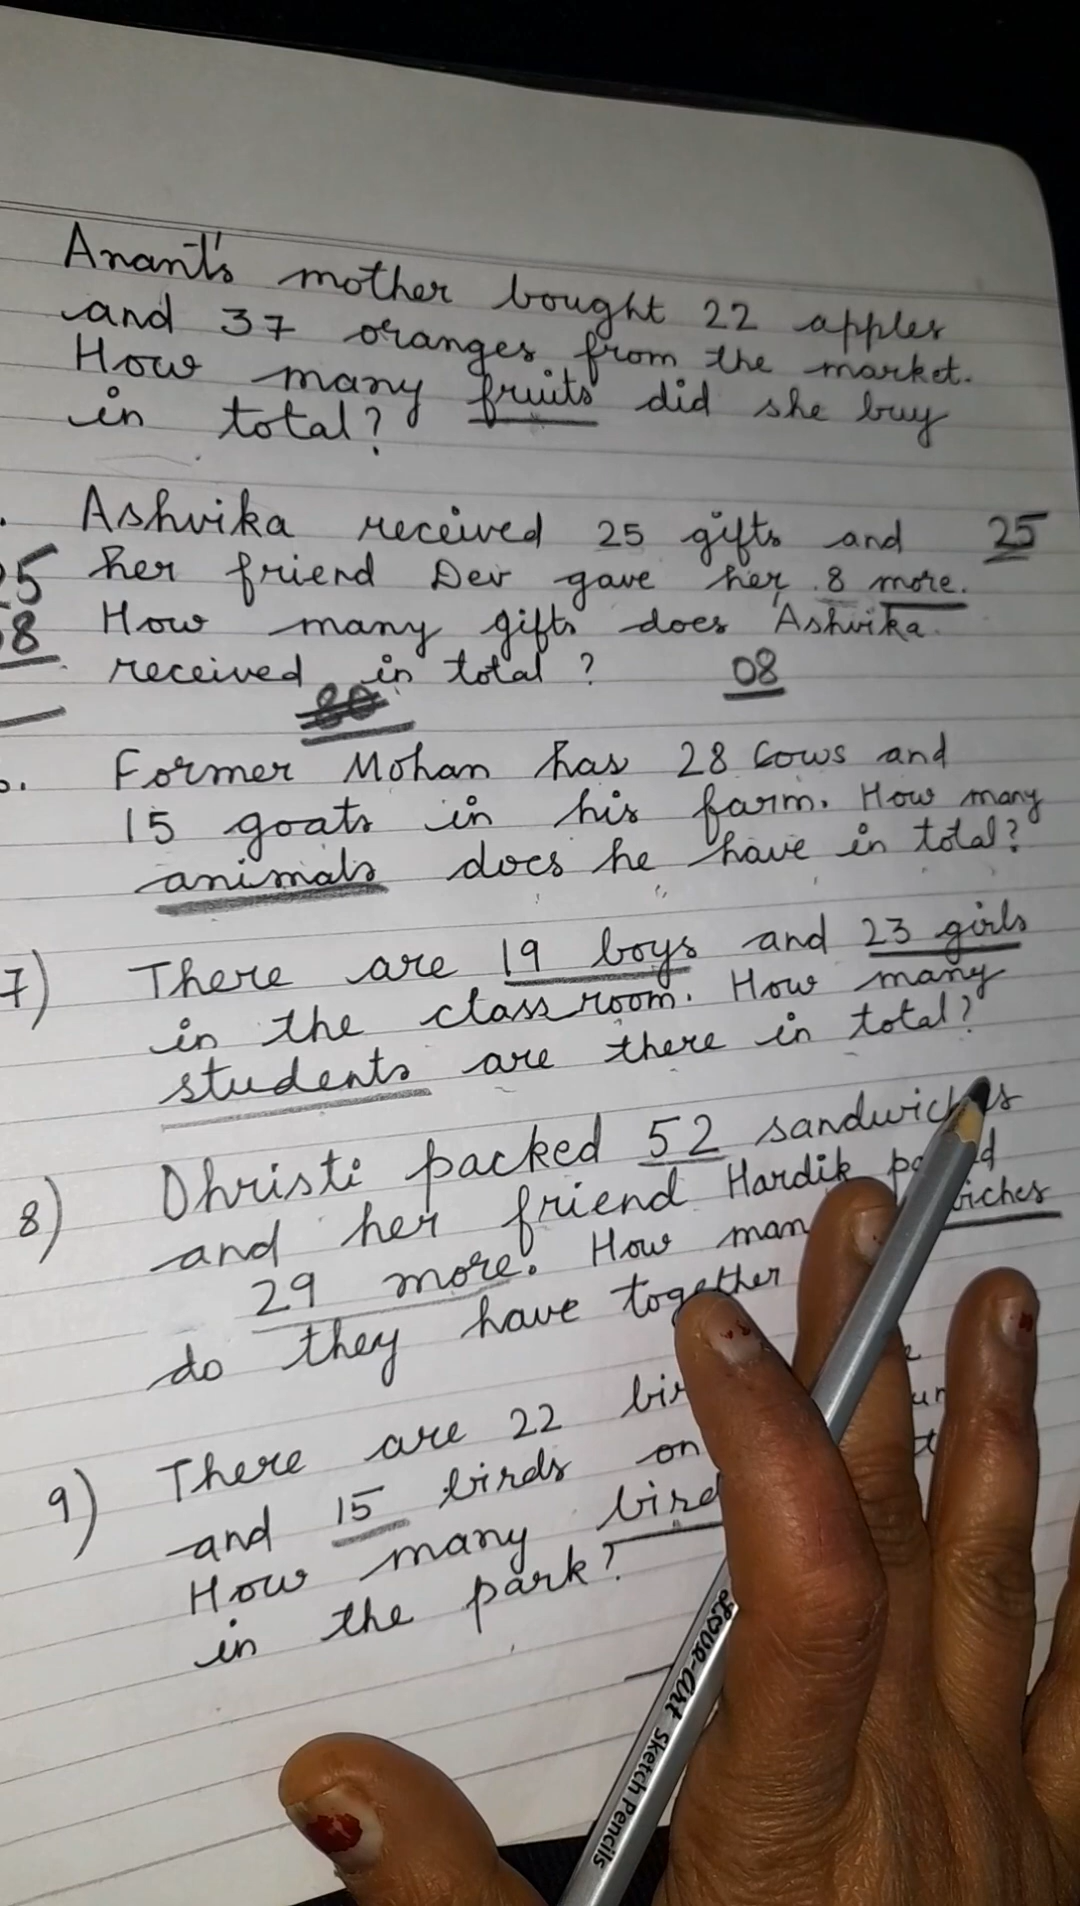 Anant's mother bought 22 apples
and 37 oranges from the market.
How many fruits did she buy
in total?
Ashvika received 25 gifts and 25
her friend Dev gave her 8 more.
How many gifts does Ashvika
received in total? 08
Former Mohan has 28 cows and
15 goats in his farm. How many
animals does he have in total?
7) There are 19 boys and 23 girls
in the classroom. How many
students are there in total?
8) Dhristi packed 52 sandwiches
and her friend Hardik
29 more. How
do they have together
9) There are 22
and 15 birds on
How many
in the park?
Love-Art Sketch Pencils